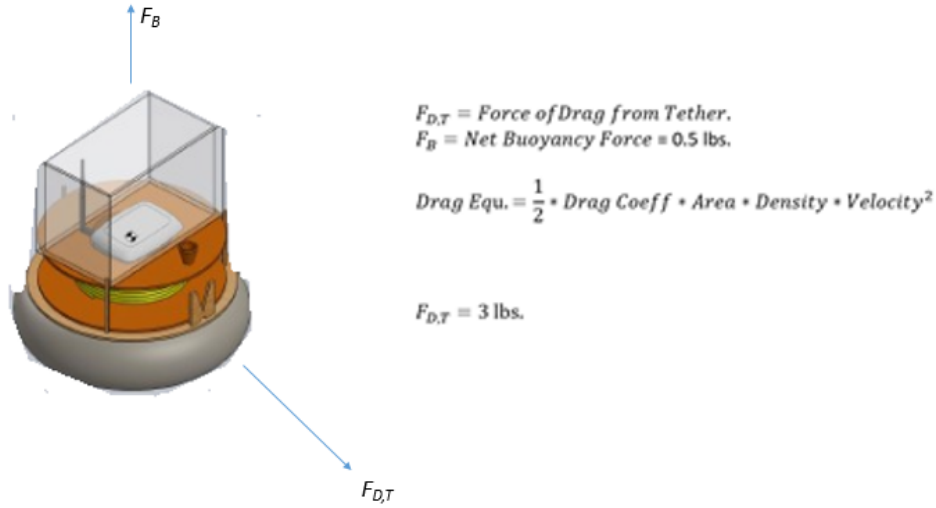 F_B
F_{D,T} = Force of Drag from Tether.
F_B = Net Buoyancy Force = 0.5 lbs.
Drag Equ. = \frac{1}{2} * Drag Coeff * Area * Density * Velocity^2
F_{D,T} = 3 lbs.
F_{D,T}